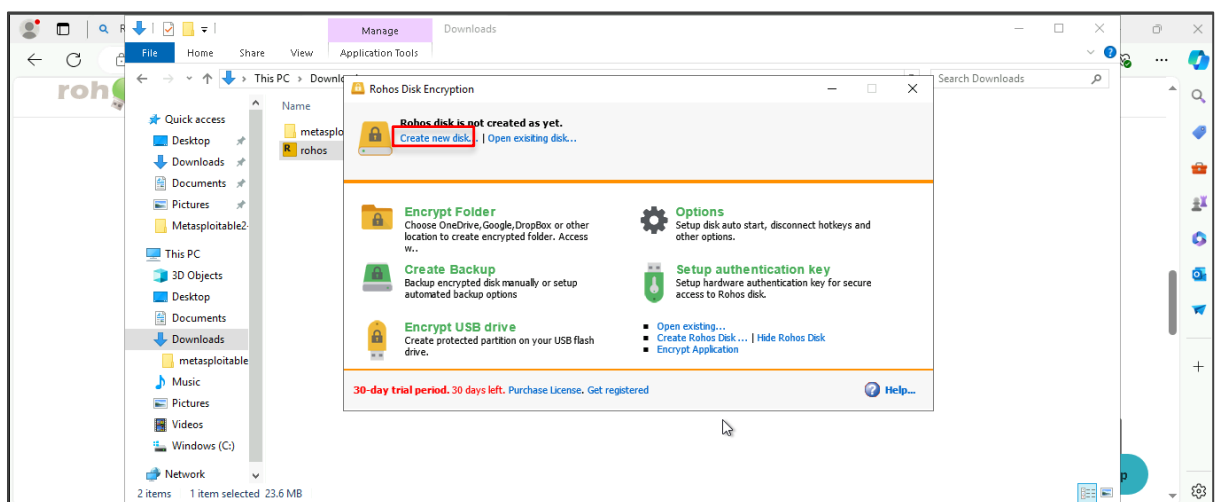 Manage
Downloads
File Home Share View Application Tools
This PC > Downl
Search Downloads
roh
Name
Quick access
Desktop
Downloads
Documents
Pictures
Metasploitable2-
This PC
3D Objects
Desktop
Documents
Downloads
metasploitable
Music
Pictures
Videos
Windows (C:)
Network
metasplo
rohos
Rohos Disk Encryption
Rohos disk is not created as yet.
Create new disk... | Open exisiting disk...
Encrypt Folder
Choose OneDrive,Google,DropBox or other
location to create encrypted folder. Access
w..
Options
Setup disk auto start, disconnect hotkeys and
other options.
Create Backup
Backup encrypted disk manually or setup
automated backup options
Setup authentication key
Setup hardware authentication key for secure
access to Rohos disk.
Encrypt USB drive
Create protected partition on your USB flash
drive.
Open existing...
Create Rohos Disk ... | Hide Rohos Disk
Encrypt Application
30-day trial period. 30 days left. Purchase License. Get registered
Help...
2 items 1 item selected 23.6 MB
p